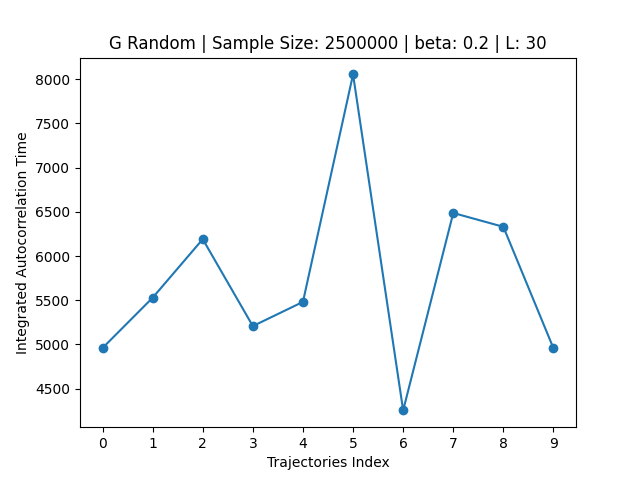 G Random | Sample Size: 2500000 | beta: 0.2 | L: 30
Integrated Autocorrelation Time
8000
7500
7000
6500
6000
5500
5000
4500
0 1 2 3 4 5 6 7 8 9
Trajectories Index